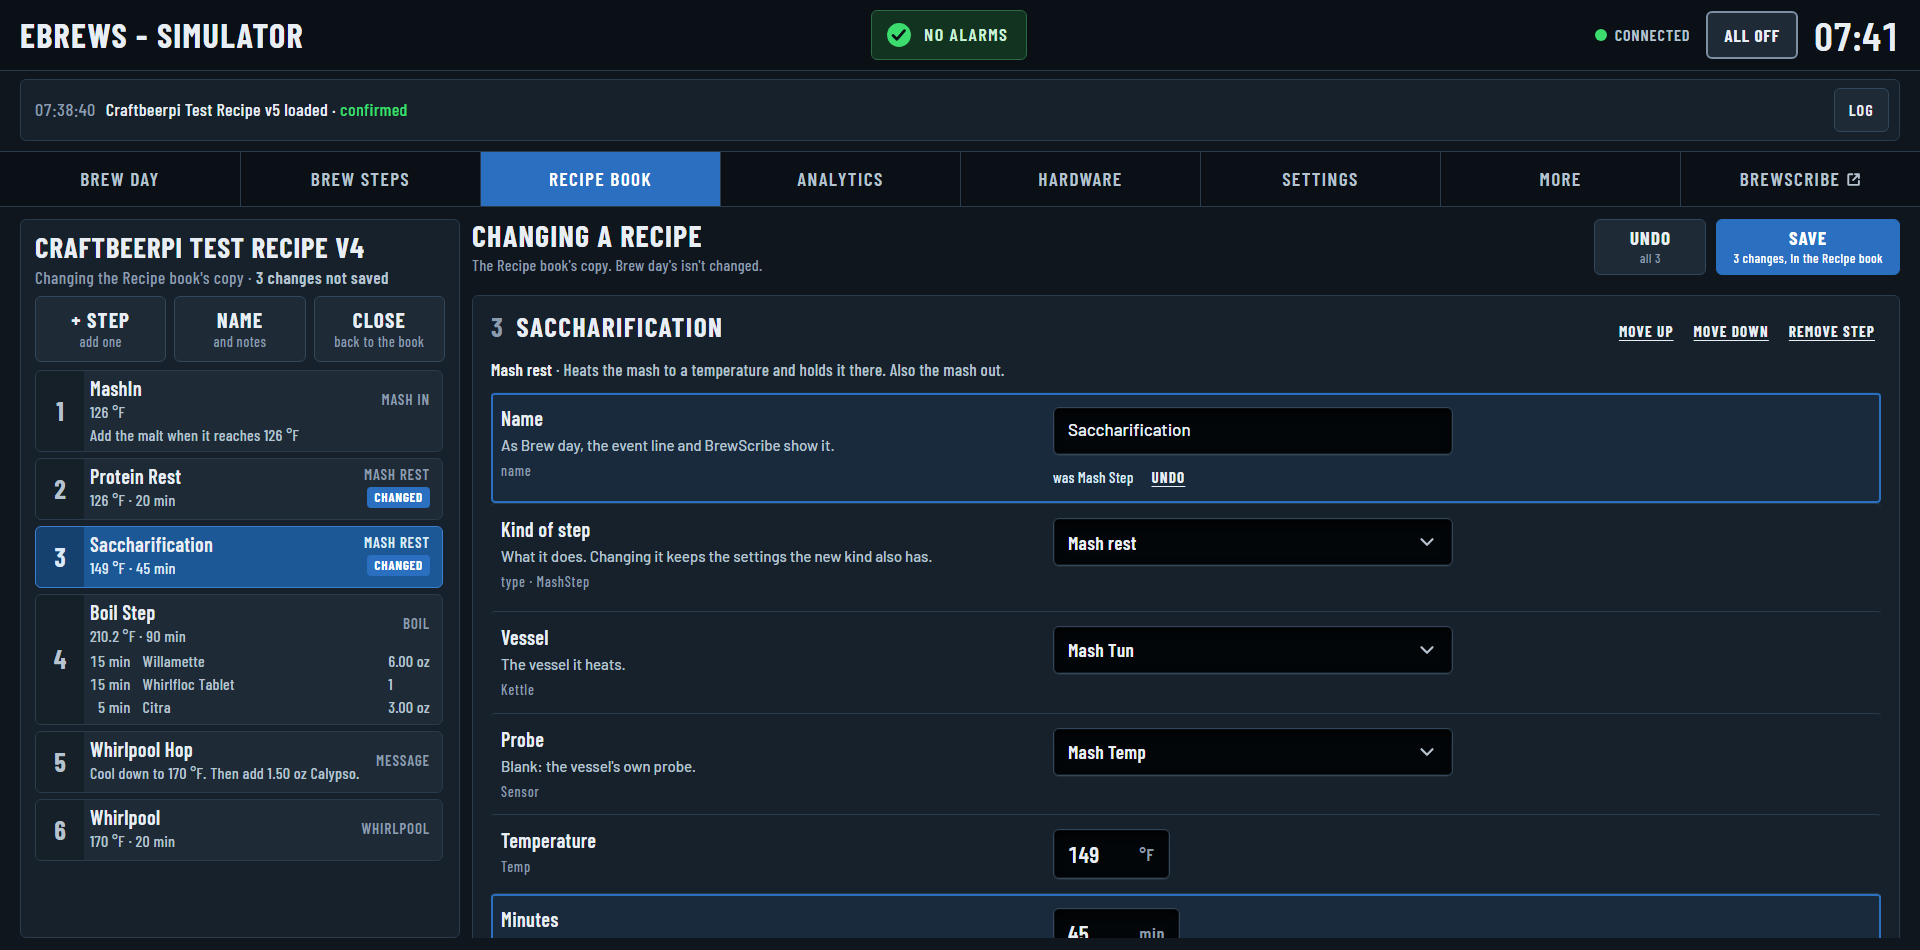 EBREWS - SIMULATOR
NO ALARMS
CONNECTED
ALL OFF
07:41
07:38:40 Craftbeerpi Test Recipe v5 loaded · confirmed
LOG
BREW DAY
BREW STEPS
RECIPE BOOK
ANALYTICS
HARDWARE
SETTINGS
MORE
BREWSCRIBE
CRAFTBEERPI TEST RECIPE V4
Changing the Recipe book's copy · 3 changes not saved
+ STEP
add one
NAME
and notes
CLOSE
back to the book
1
MashIn
126 °F
Add the malt when it reaches 126 °F
MASH IN
2
Protein Rest
126 °F · 20 min
MASH REST
CHANGED
3
Saccharification
149 °F · 45 min
MASH REST
CHANGED
4
Boil Step
210.2 °F · 90 min
BOIL
15 min Willamette 6.00 oz
15 min Whirlfloc Tablet 1
5 min Citra 3.00 oz
5
Whirlpool Hop
Cool down to 170 °F. Then add 1.50 oz Calypso.
MESSAGE
6
Whirlpool
170 °F · 20 min
WHIRLPOOL
CHANGING A RECIPE
The Recipe book's copy. Brew day's isn't changed.
UNDO
all 3
SAVE
3 changes, in the Recipe book
3 SACCHARIFICATION
MOVE UP
MOVE DOWN
REMOVE STEP
Mash rest · Heats the mash to a temperature and holds it there. Also the mash out.
Name
As Brew day, the event line and BrewScribe show it.
name
Saccharification
was Mash Step UNDO
Kind of step
What it does. Changing it keeps the settings the new kind also has.
type · MashStep
Mash rest
Vessel
The vessel it heats.
Kettle
Mash Tun
Probe
Blank: the vessel's own probe.
Sensor
Mash Temp
Temperature
Temp
149 °F
Minutes
45 min